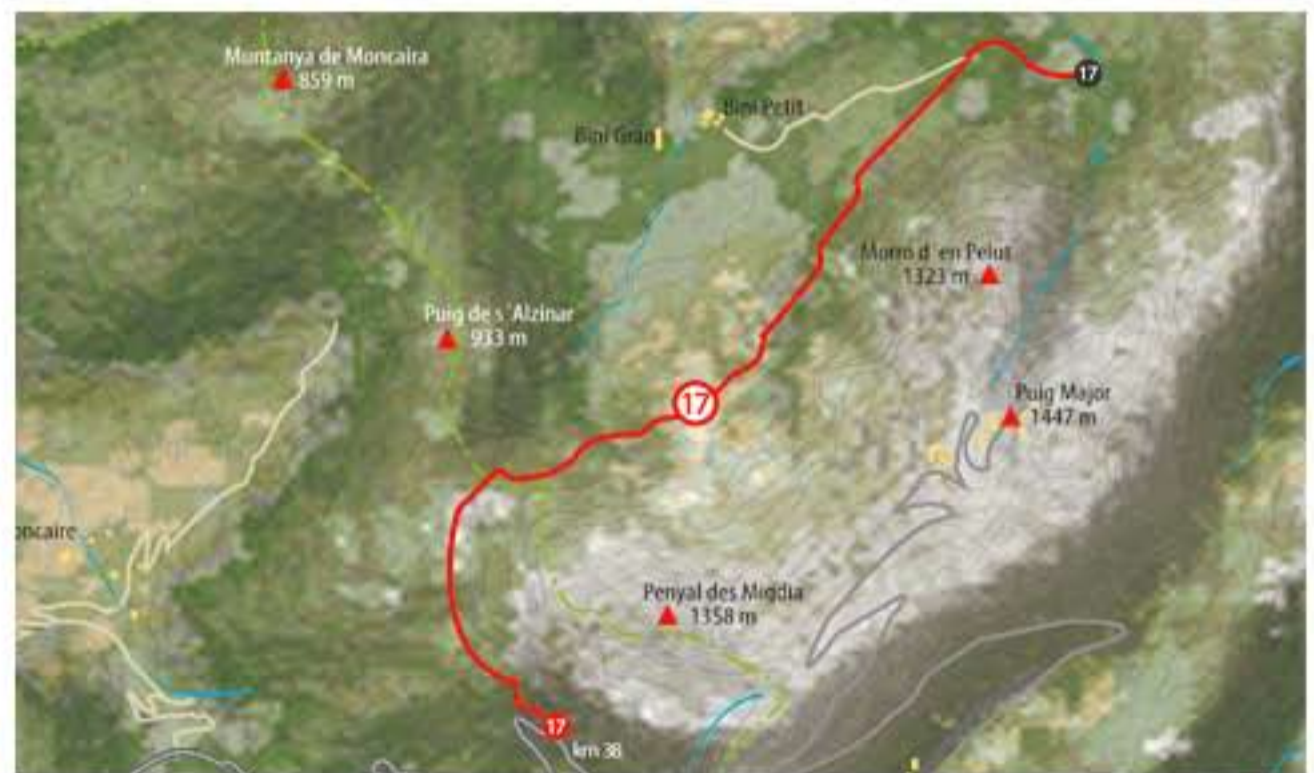 Muntanya de Moncaira
859 m
17
Bini Petit
Bini Gran
Morro d´en Pelut
1323 m
Puig de s´Alzinar
933 m
17
Puig Major
1447 m
oncaire
Penyal des Migdia
1358 m
17
km 38